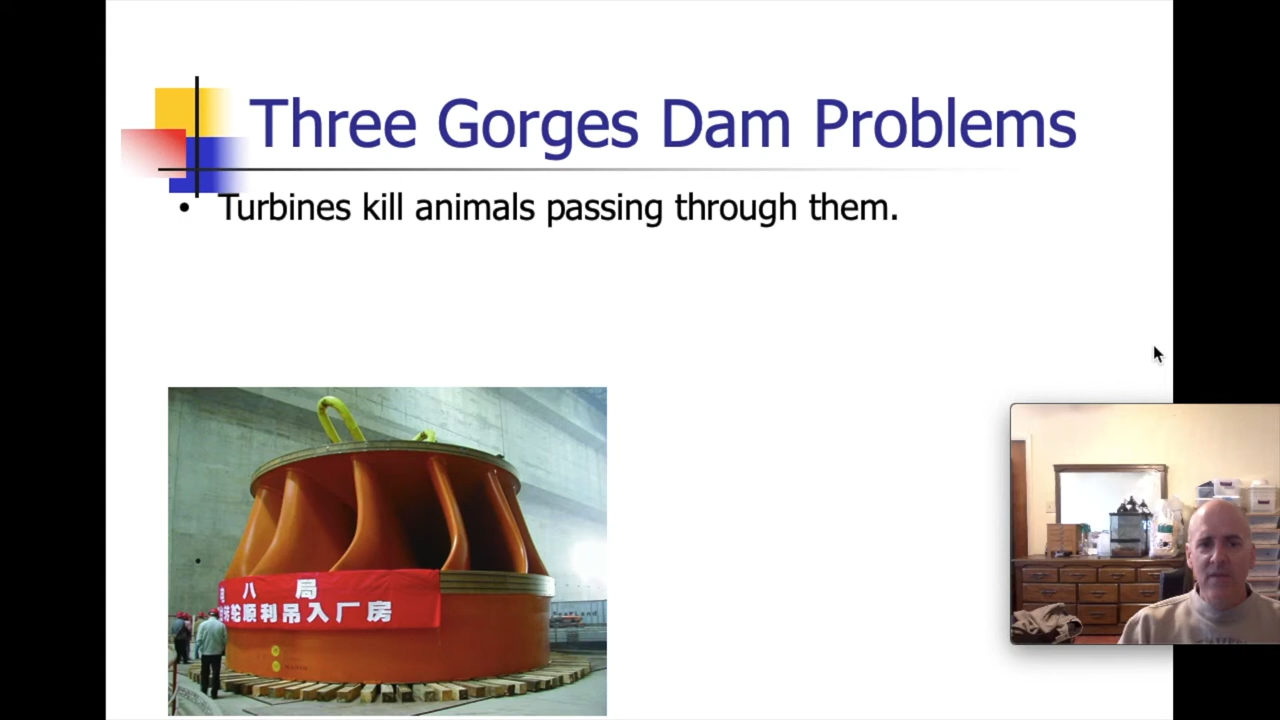 Three Gorges Dam Problems
• Turbines kill animals passing through them.
八 局
轮顺利吊入厂房